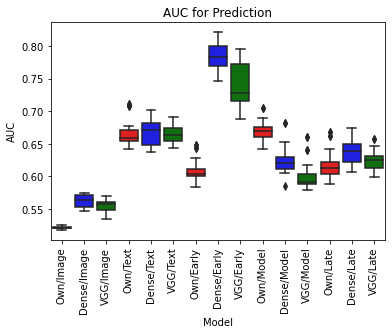 AUC for Prediction
AUC
0.80
0.75
0.70
0.65
0.60
0.55
Own/Image
Dense/Image
VGG/Image
Own/Text
Dense/Text
VGG/Text
Own/Early
Dense/Early
VGG/Early
Own/Model
Dense/Model
VGG/Model
Own/Late
Dense/Late
VGG/Late
Model